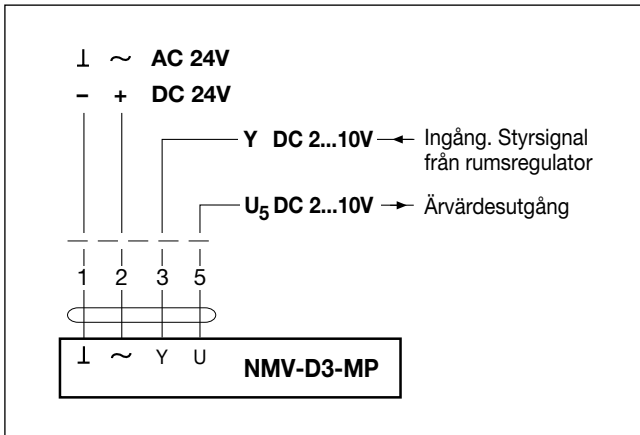 ⊥ ~ AC 24V
− + DC 24V
Y DC 2...10V Ingång. Styrsignal
från rumsregulator
U5 DC 2...10V Ärvärdesutgång
1 2 3 5
⊥ ~ Y U
NMV-D3-MP